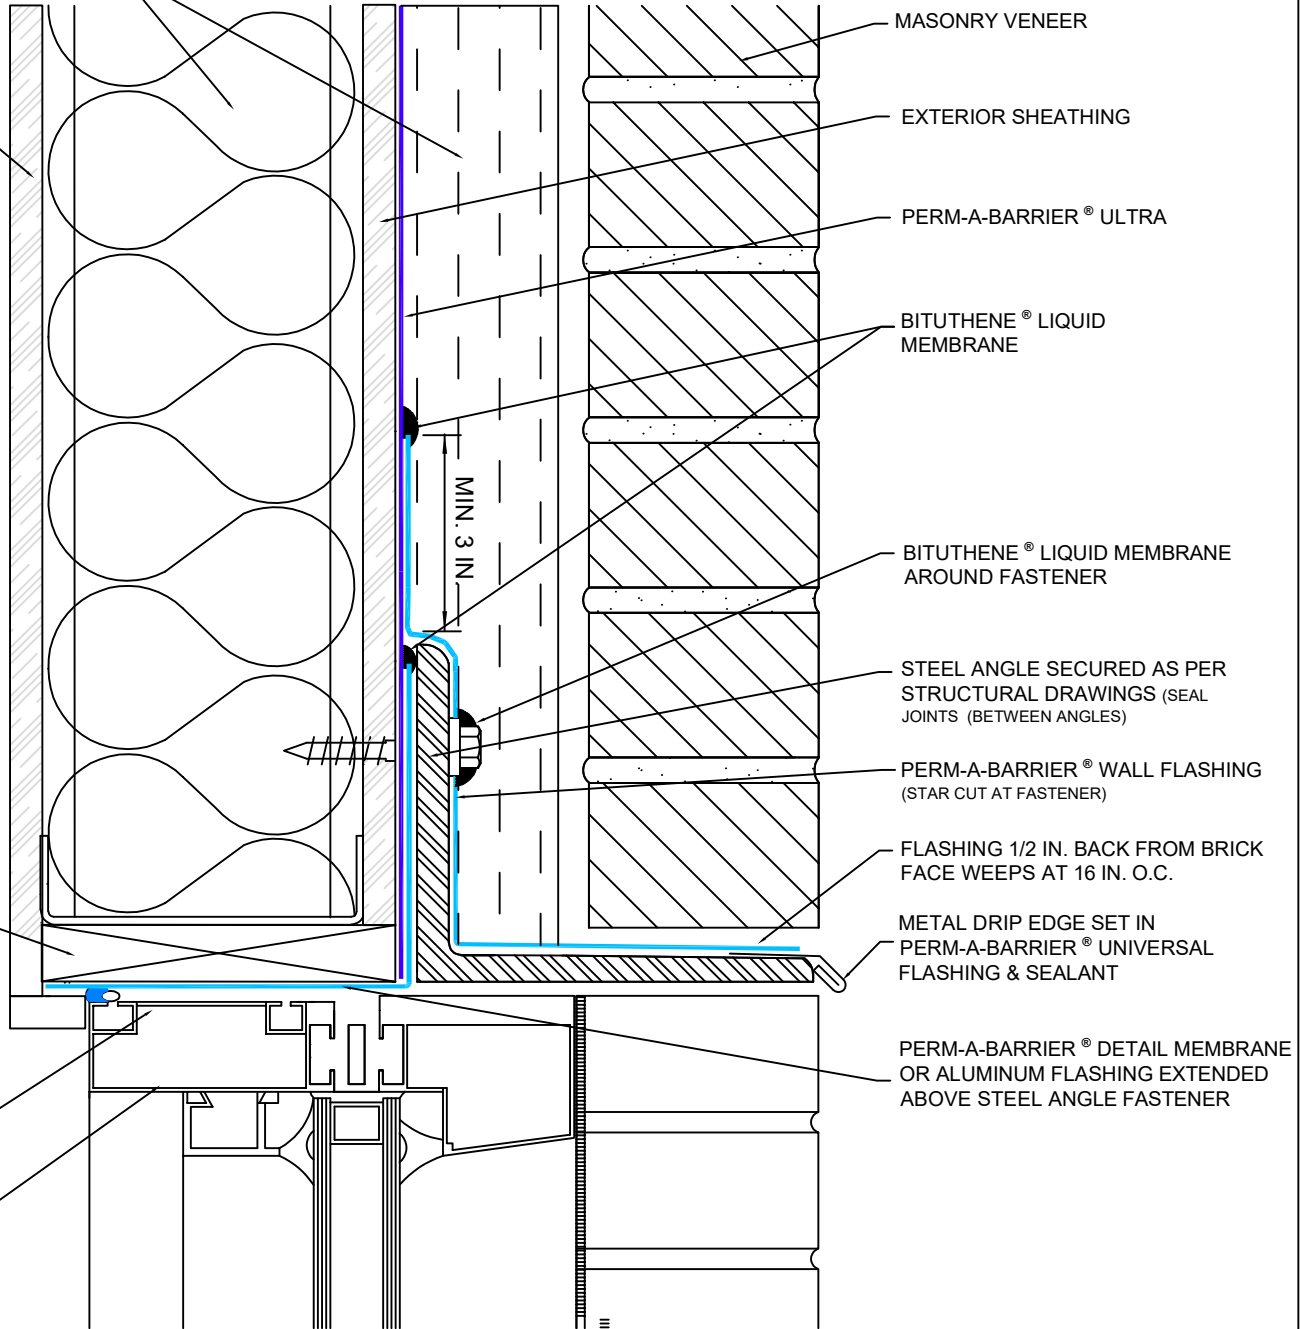 MASONRY VENEER
EXTERIOR SHEATHING
PERM-A-BARRIER ® ULTRA
BITUTHENE ® LIQUID
MEMBRANE
MIN. 3 IN.
BITUTHENE ® LIQUID MEMBRANE
AROUND FASTENER
STEEL ANGLE SECURED AS PER
STRUCTURAL DRAWINGS (SEAL
JOINTS (BETWEEN ANGLES)
PERM-A-BARRIER ® WALL FLASHING
(STAR CUT AT FASTENER)
FLASHING 1/2 IN. BACK FROM BRICK
FACE WEEPS AT 16 IN. O.C.
METAL DRIP EDGE SET IN
PERM-A-BARRIER ® UNIVERSAL
FLASHING & SEALANT
PERM-A-BARRIER ® DETAIL MEMBRANE
OR ALUMINUM FLASHING EXTENDED
ABOVE STEEL ANGLE FASTENER